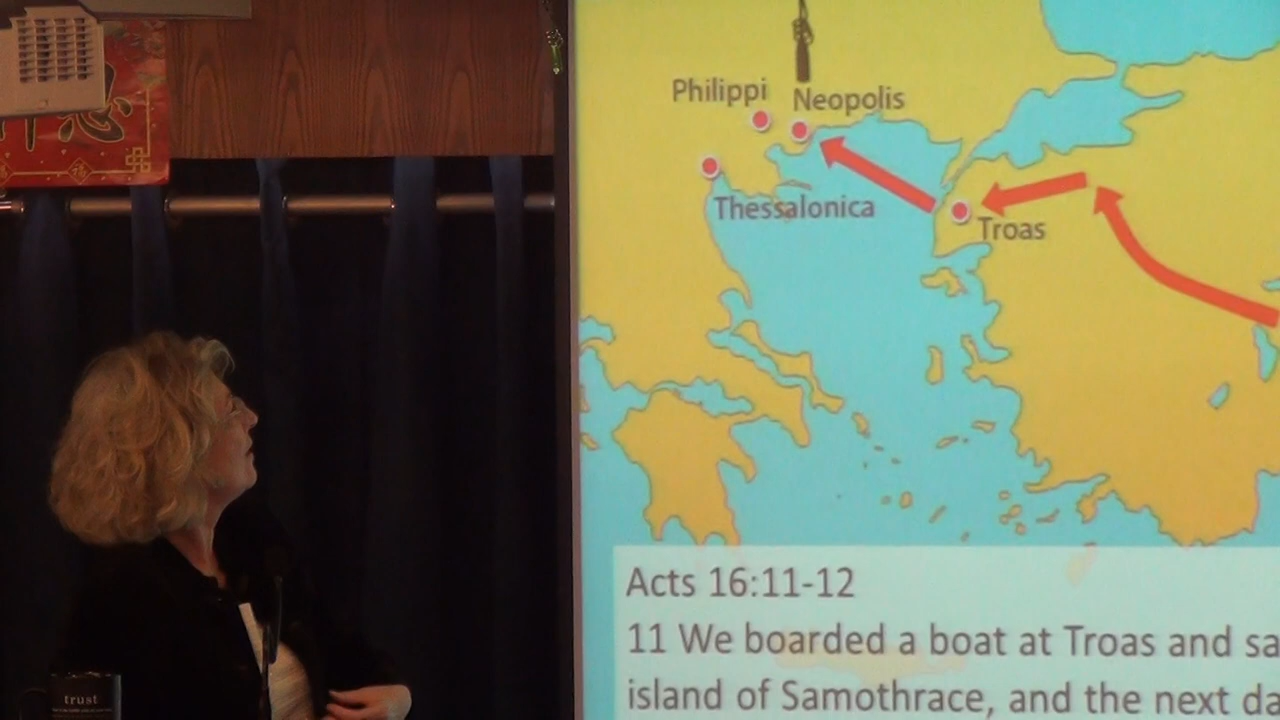 Philippi
Neopolis
Thessalonica
Troas
Acts 16:11-12
11 We boarded a boat at Troas and sa
island of Samothrace, and the next da
trust